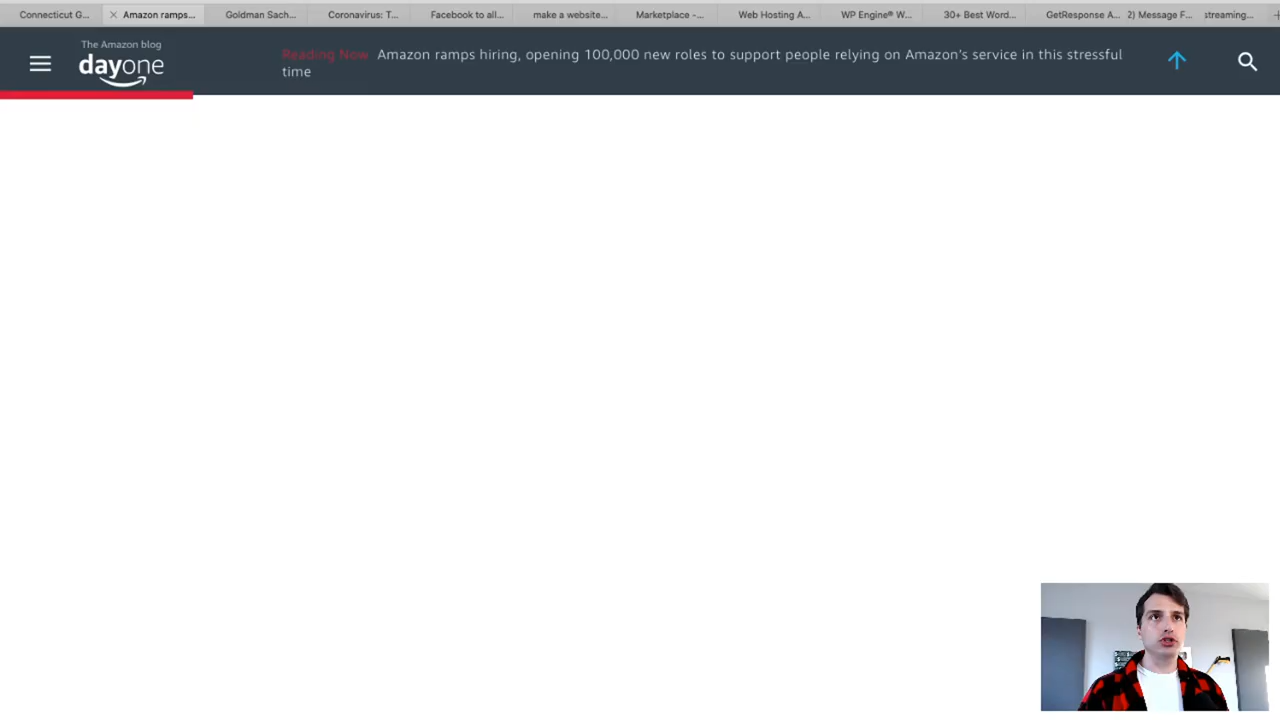 Connecticut G...
Amazon ramps...
Goldman Sach...
Coronavirus: T...
Facebook to all...
make a website...
Marketplace -...
Web Hosting A...
WP Engine® W...
30+ Best Word...
GetResponse A...
2) Message F...
streaming...
The Amazon blog
dayone
Reading Now Amazon ramps hiring, opening 100,000 new roles to support people relying on Amazon's service in this stressful
time